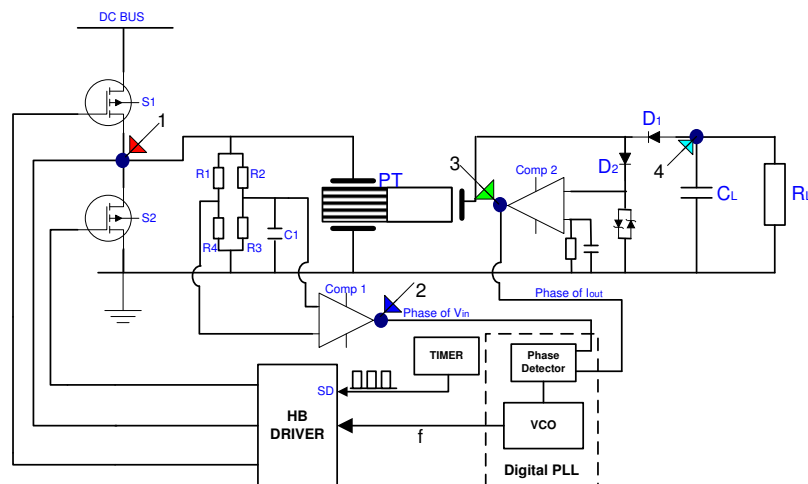 DC BUS
S1
1
R1
R2
PT
3
Comp 2
D1
D2
4
CL
RL
S2
R4
R3
C1
Comp 1
2
Phase of Vin
Phase of Iout
TIMER
SD
Phase
Detector
HB
DRIVER
f
VCO
Digital PLL